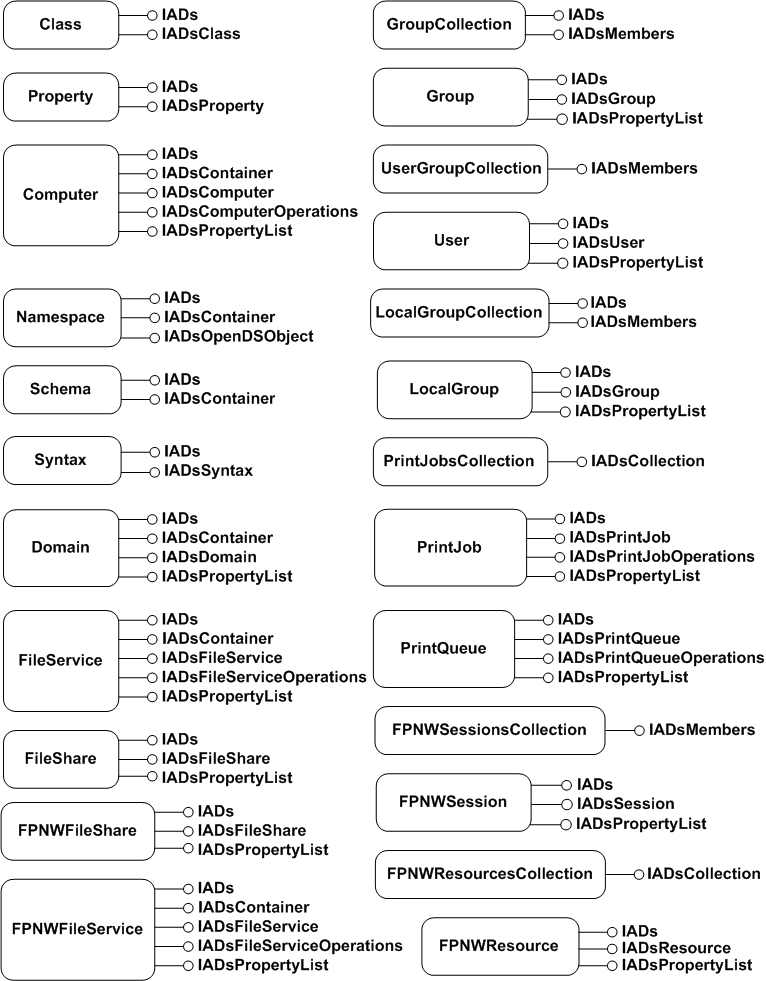 Class
IADs
IADsClass
Property
IADs
IADsProperty
Computer
IADs
IADsContainer
IADsComputer
IADsComputerOperations
IADsPropertyList
Namespace
IADs
IADsContainer
IADsOpenDSObject
Schema
IADs
IADsContainer
Syntax
IADs
IADsSyntax
Domain
IADs
IADsContainer
IADsDomain
IADsPropertyList
FileService
IADs
IADsContainer
IADsFileService
IADsFileServiceOperations
IADsPropertyList
FileShare
IADs
IADsFileShare
IADsPropertyList
FPNWFileShare
IADs
IADsFileShare
IADsPropertyList
FPNWFileService
IADs
IADsContainer
IADsFileService
IADsFileServiceOperations
IADsPropertyList
GroupCollection
IADs
IADsMembers
Group
IADs
IADsGroup
IADsPropertyList
UserGroupCollection
IADsMembers
User
IADs
IADsUser
IADsPropertyList
LocalGroupCollection
IADs
IADsMembers
LocalGroup
IADs
IADsGroup
IADsPropertyList
PrintJobsCollection
IADsCollection
PrintJob
IADs
IADsPrintJob
IADsPrintJobOperations
IADsPropertyList
PrintQueue
IADs
IADsPrintQueue
IADsPrintQueueOperations
IADsPropertyList
FPNWSessionsCollection
IADsMembers
FPNWSession
IADs
IADsSession
IADsPropertyList
FPNWResourcesCollection
IADsCollection
FPNWResource
IADs
IADsResource
IADsPropertyList